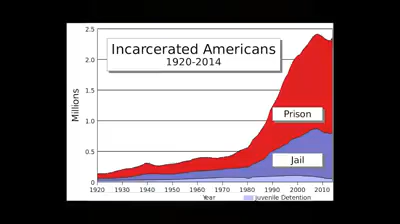 Incarcerated Americans
1920-2014
2.5
2.0
1.5
1.0
0.5
0.0
Millions
Prison
Jail
1920 1930 1940 1950 1960 1970 1980 1990 2000 2010
Year
Juvenile Detention